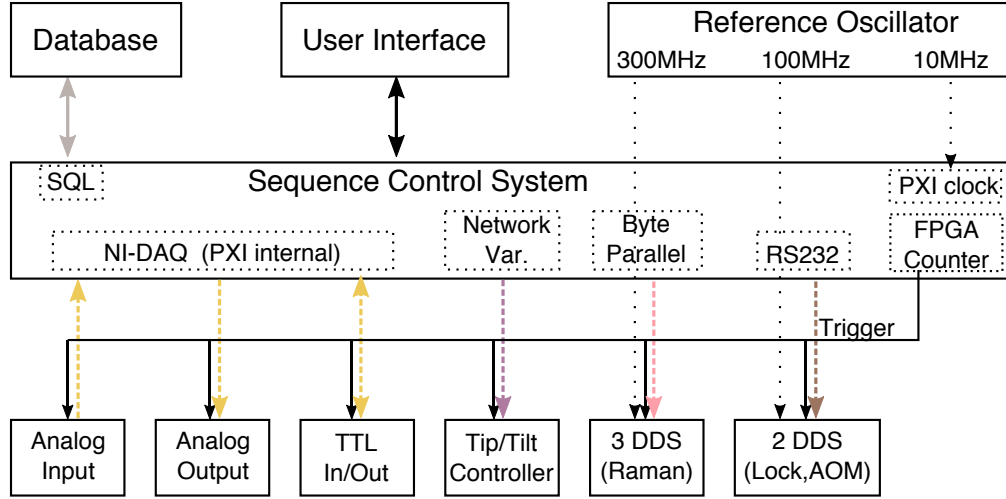 Database
User Interface
Reference Oscillator
300MHz 100MHz 10MHz
SQL
Sequence Control System
PXI clock
NI-DAQ (PXI internal)
Network
Var.
Byte
Parallel
RS232
FPGA
Counter
Trigger
Analog
Input
Analog
Output
TTL
In/Out
Tip/Tilt
Controller
3 DDS
(Raman)
2 DDS
(Lock,AOM)